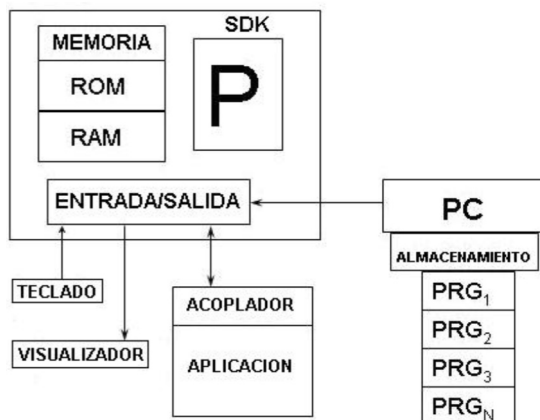 SDK
MEMORIA
ROM
RAM
P
ENTRADA/SALIDA
PC
ALMACENAMIENTO
PRG1
PRG2
PRG3
PRGN
TECLADO
VISUALIZADOR
ACOPLADOR
APLICACION